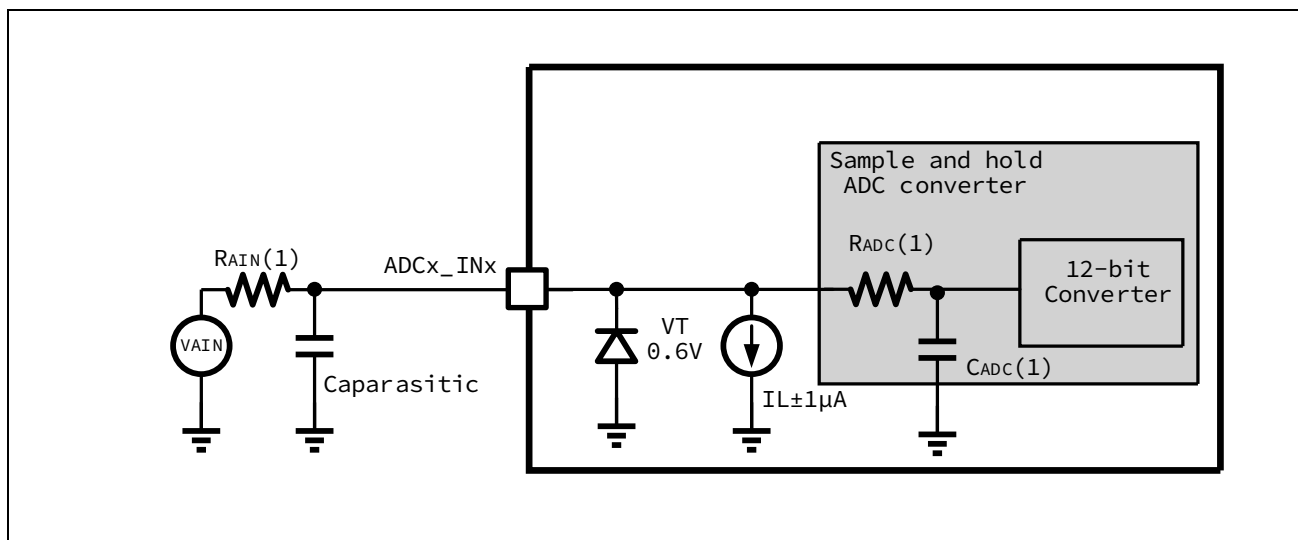 Sample and hold
ADC converter
RAIN(1)
ADCx_INx
RADC(1)
12-bit
Converter
VAIN
VT
0.6V
Caparasitic
CADC(1)
IL±1µA